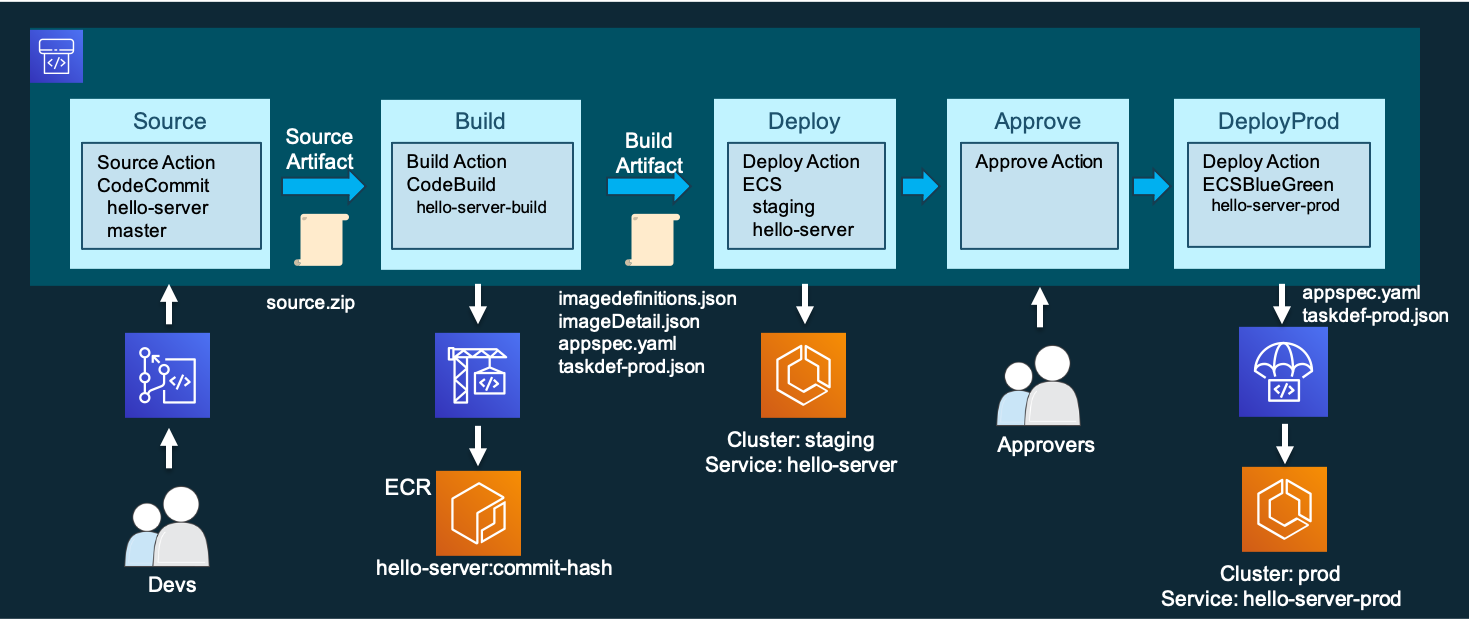 Source
Source Action
CodeCommit
hello-server
master
Source
Artifact
source.zip
Build
Build Action
CodeBuild
hello-server-build
Build
Artifact
imagedefinitions.json
imageDetail.json
appspec.yaml
taskdef-prod.json
Deploy
Deploy Action
ECS
staging
hello-server
Approve
Approve Action
DeployProd
Deploy Action
ECSBlueGreen
hello-server-prod
appspec.yaml
taskdef-prod.json
Devs
ECR
hello-server:commit-hash
Cluster: staging
Service: hello-server
Approvers
Cluster: prod
Service: hello-server-prod